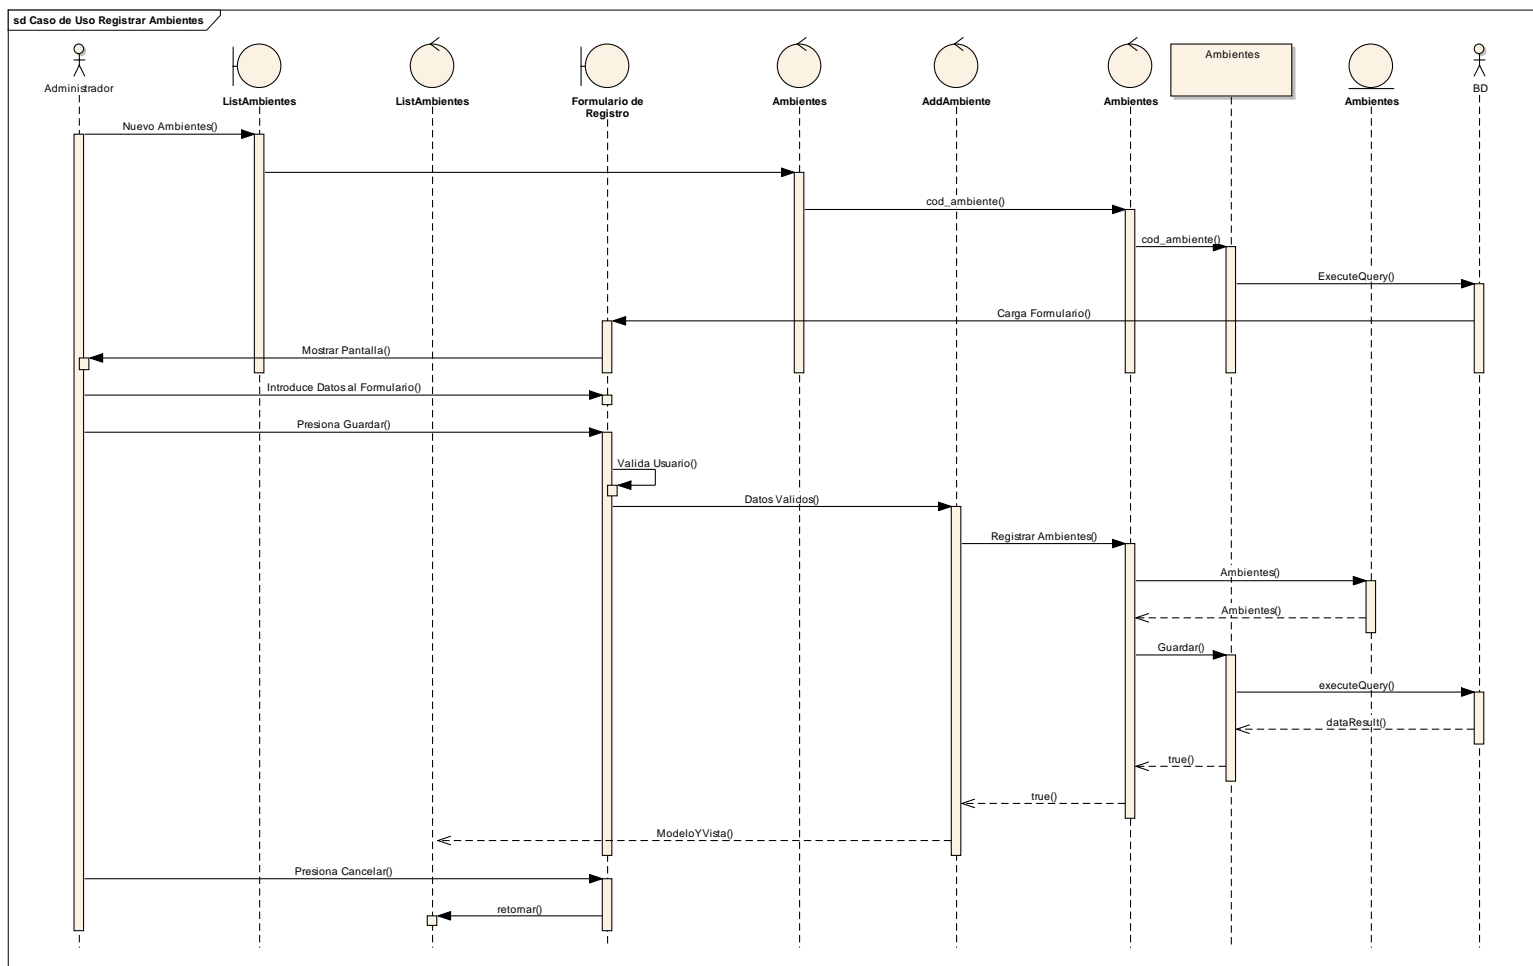 sd Caso de Uso Registrar Ambientes
Administrador
ListAmbientes
ListAmbientes
Formulario de
Registro
Ambientes
AddAmbiente
Ambientes
Ambientes
Ambientes
BD
Nuevo Ambientes()
cod_ambiente()
cod_ambiente()
ExecuteQuery()
Carga Formulario()
Mostrar Pantalla()
Introduce Datos al Formulario()
Presiona Guardar()
Valida Usuario()
Datos Validos()
Registrar Ambientes()
Ambientes()
Ambientes()
Guardar()
executeQuery()
dataResult()
true()
true()
ModeloYVista()
Presiona Cancelar()
retornar()